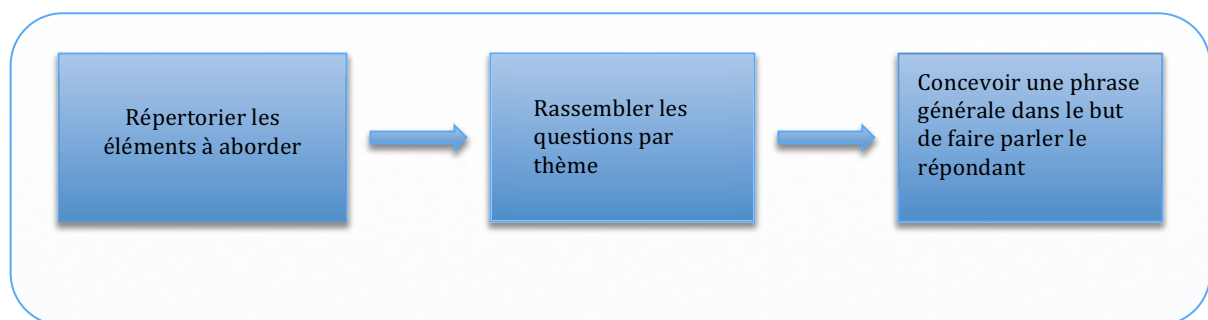 Répertorier les
éléments à aborder
Rassembler les
questions par
thème
Concevoir une phrase
générale dans le but
de faire parler le
répondant